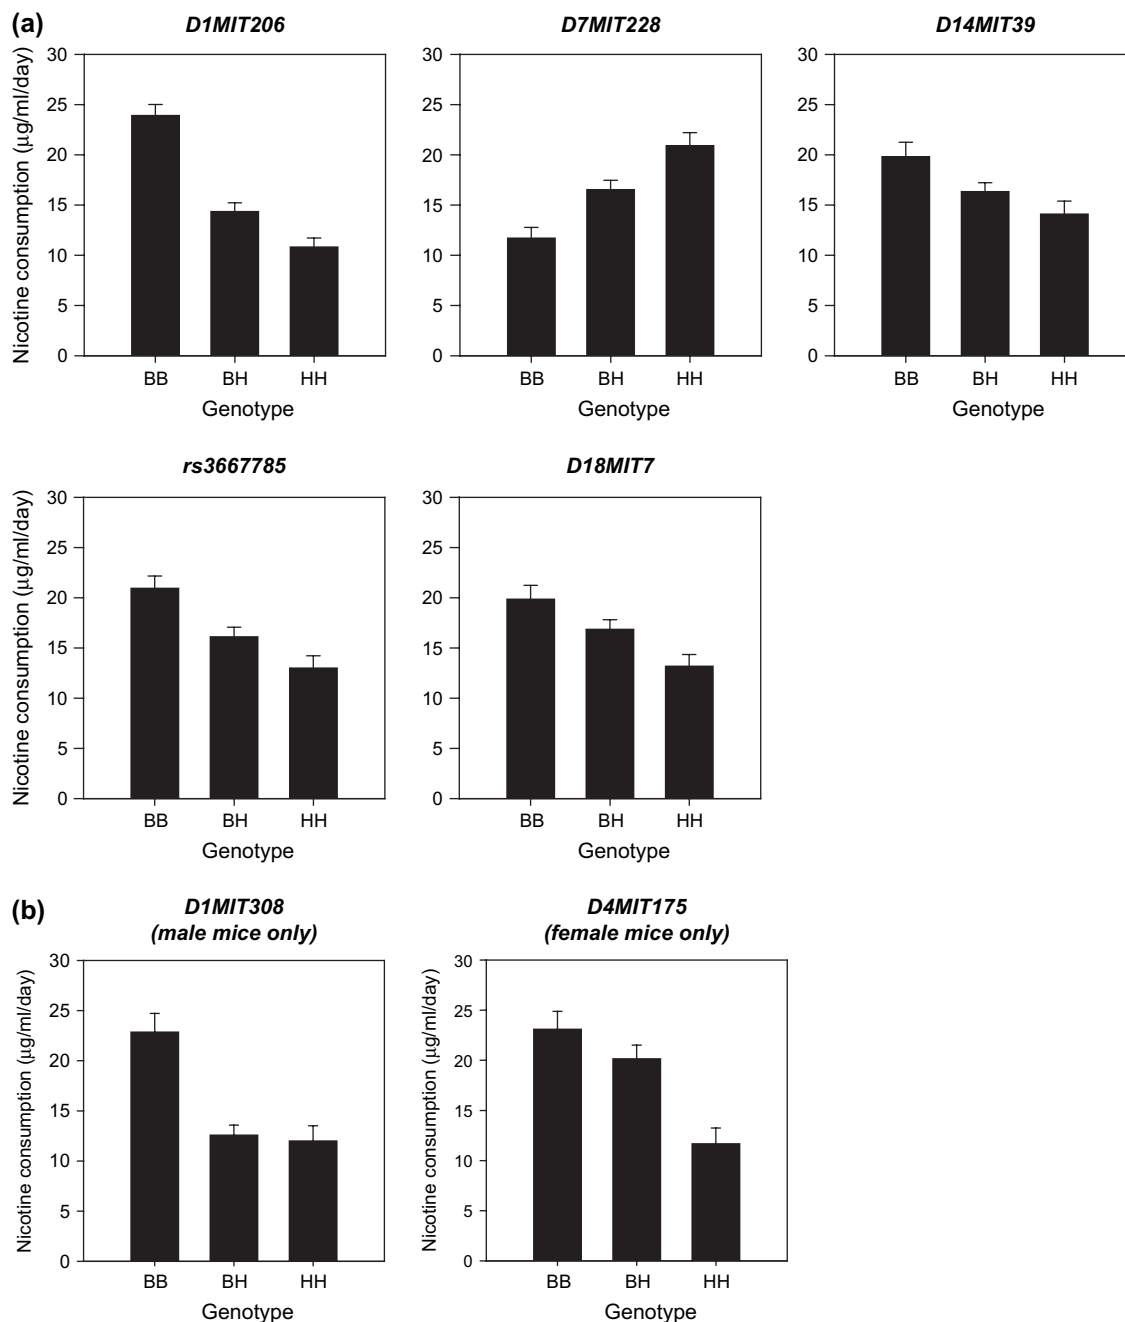 (a)
D1MIT206
D7MIT228
D14MIT39
Nicotine consumption (μg/ml/day)
30
25
20
15
10
5
0
BB BH HH
Genotype
30
25
20
15
10
5
0
BB BH HH
Genotype
30
25
20
15
10
5
0
BB BH HH
Genotype
rs3667785
D18MIT7
Nicotine consumption (μg/ml/day)
30
25
20
15
10
5
0
BB BH HH
Genotype
30
25
20
15
10
5
0
BB BH HH
Genotype
(b)
D1MIT308
(male mice only)
D4MIT175
(female mice only)
Nicotine consumption (μg/ml/day)
30
25
20
15
10
5
0
BB BH HH
Genotype
Nicotine consumption (μg/ml/day)
30
25
20
15
10
5
0
BB BH HH
Genotype